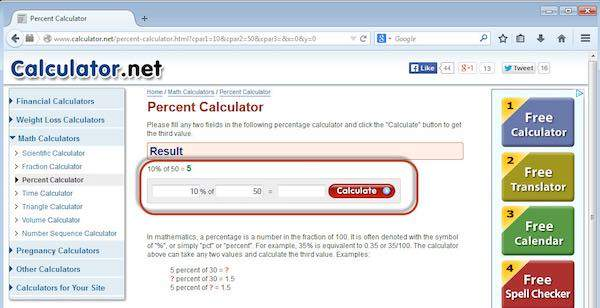 Percent Calculator
www.calculator.net/percent-calculator.html?cpar1=10&cpar2=50&cpar3=&x=0&y=0
Google
Calculator.net
Like 44 +1 13 Tweet 16
Home / Math Calculators / Percent Calculator
Financial Calculators
Weight Loss Calculators
Math Calculators
Scientific Calculator
Fraction Calculator
Percent Calculator
Time Calculator
Triangle Calculator
Volume Calculator
Number Sequence Calculator
Pregnancy Calculators
Other Calculators
Calculators for Your Site
Percent Calculator
Please fill any two fields in the following percentage calculator and click the "Calculate" button to get
the third value.
Result
10% of 50 = 5
10 % of 50 = Calculate
In mathematics, a percentage is a number in the fraction of 100. It is often denoted with the symbol
of "%", or simply "pct" or "percent". For example, 35% is equivalent to 0.35 or 35/100. The calculator
above can take any two values and calculate the third value. Examples:
5 percent of 30 = ?
? percent of 30 = 1.5
5 percent of ? = 1.5
1 Free
Calculator
2 Free
Translator
3 Free
Calendar
4 Free
Spell Checker